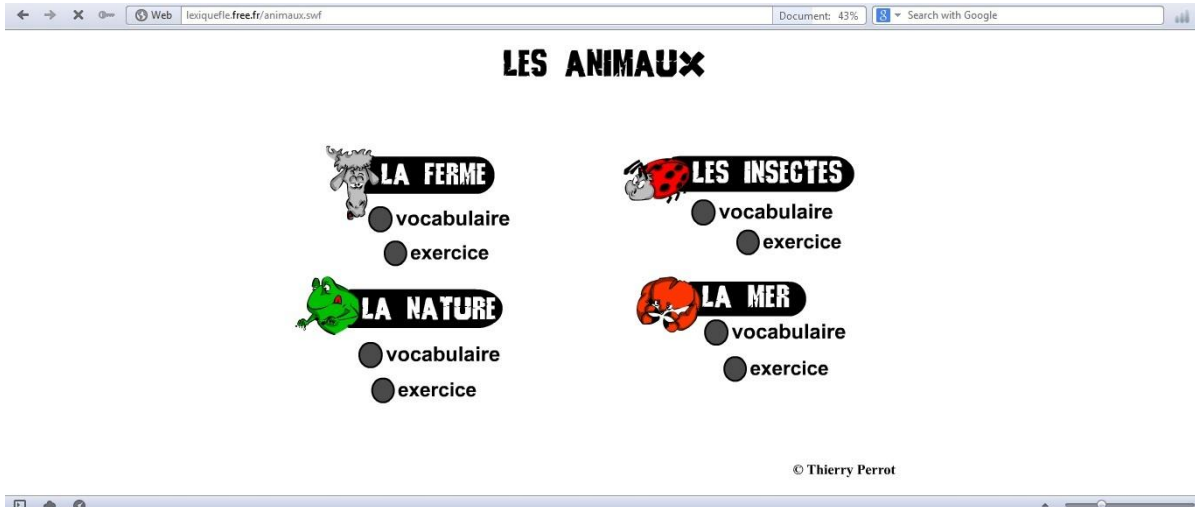 Web lexiquefle.free.fr/animaux.swf Document: 43% Search with Google
LES ANIMAUX
LA FERME
vocabulaire
exercice
LES INSECTES
vocabulaire
exercice
LA NATURE
vocabulaire
exercice
LA MER
vocabulaire
exercice
© Thierry Perrot